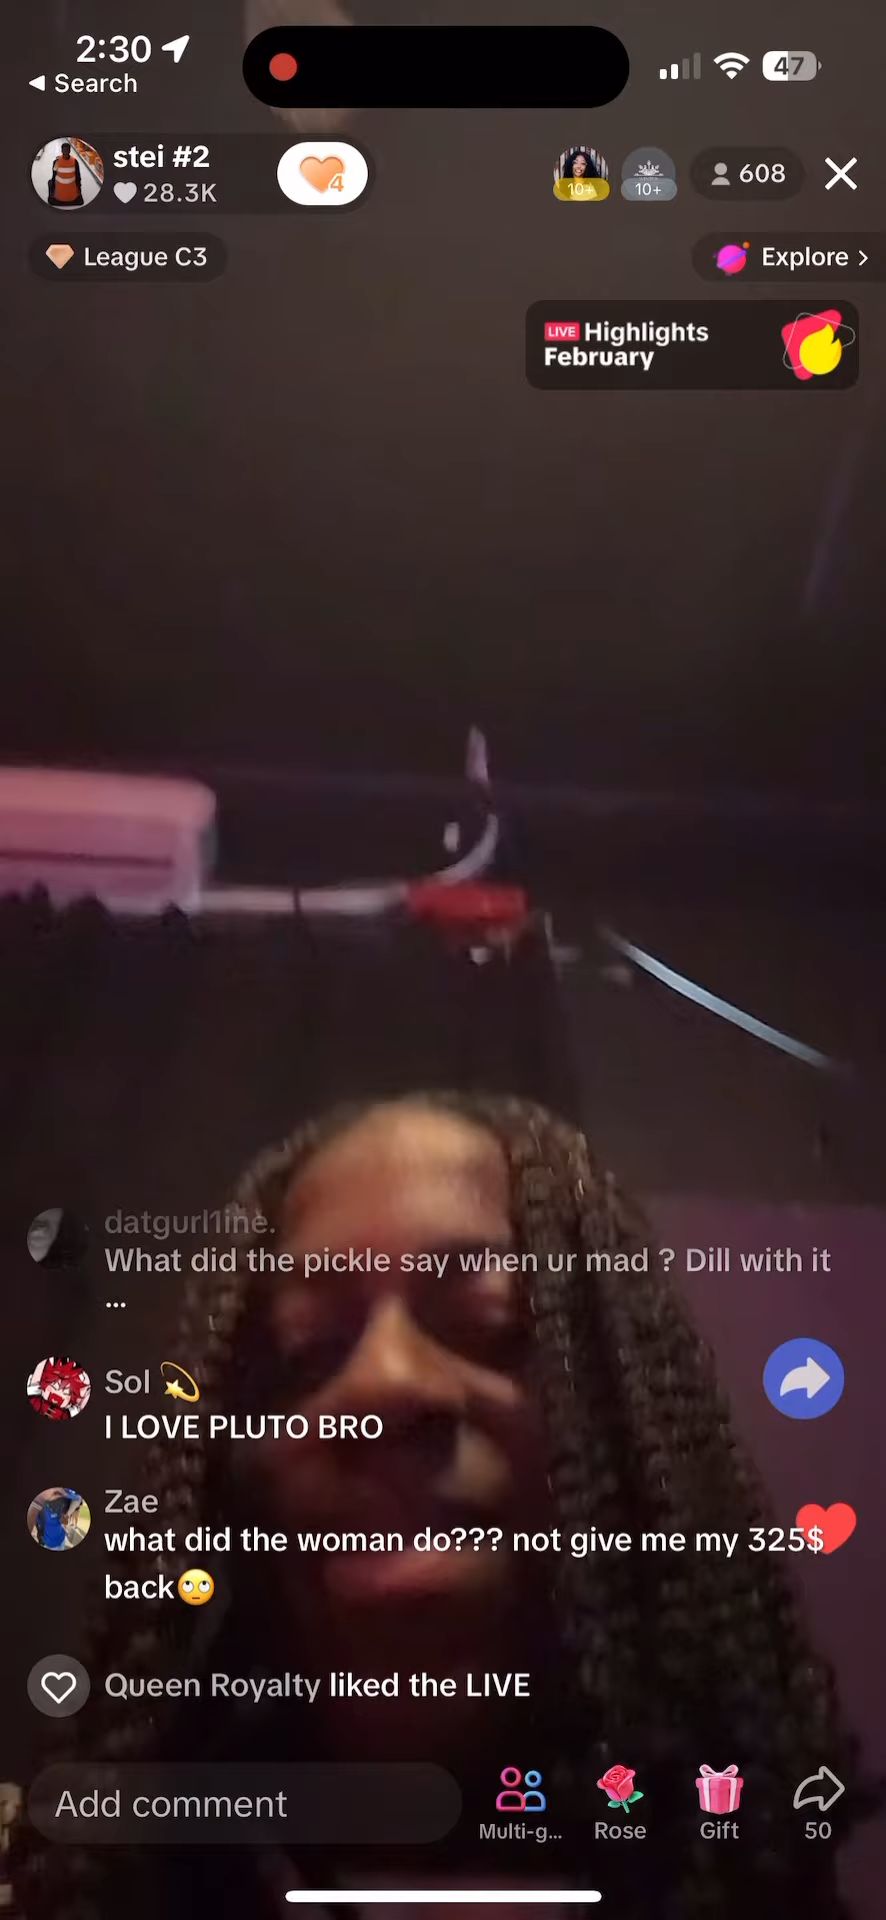 2:30
47
Search
stei #2
28.3K
4
10+
10+
608
League C3
Explore
LIVE Highlights
February
datgurl1ine.
What did the pickle say when ur mad ? Dill with it
...
Sol
I LOVE PLUTO BRO
Zae
what did the woman do??? not give me my 325$
back🙄
Queen Royalty liked the LIVE
Add comment
Multi-g...
Rose
Gift
50